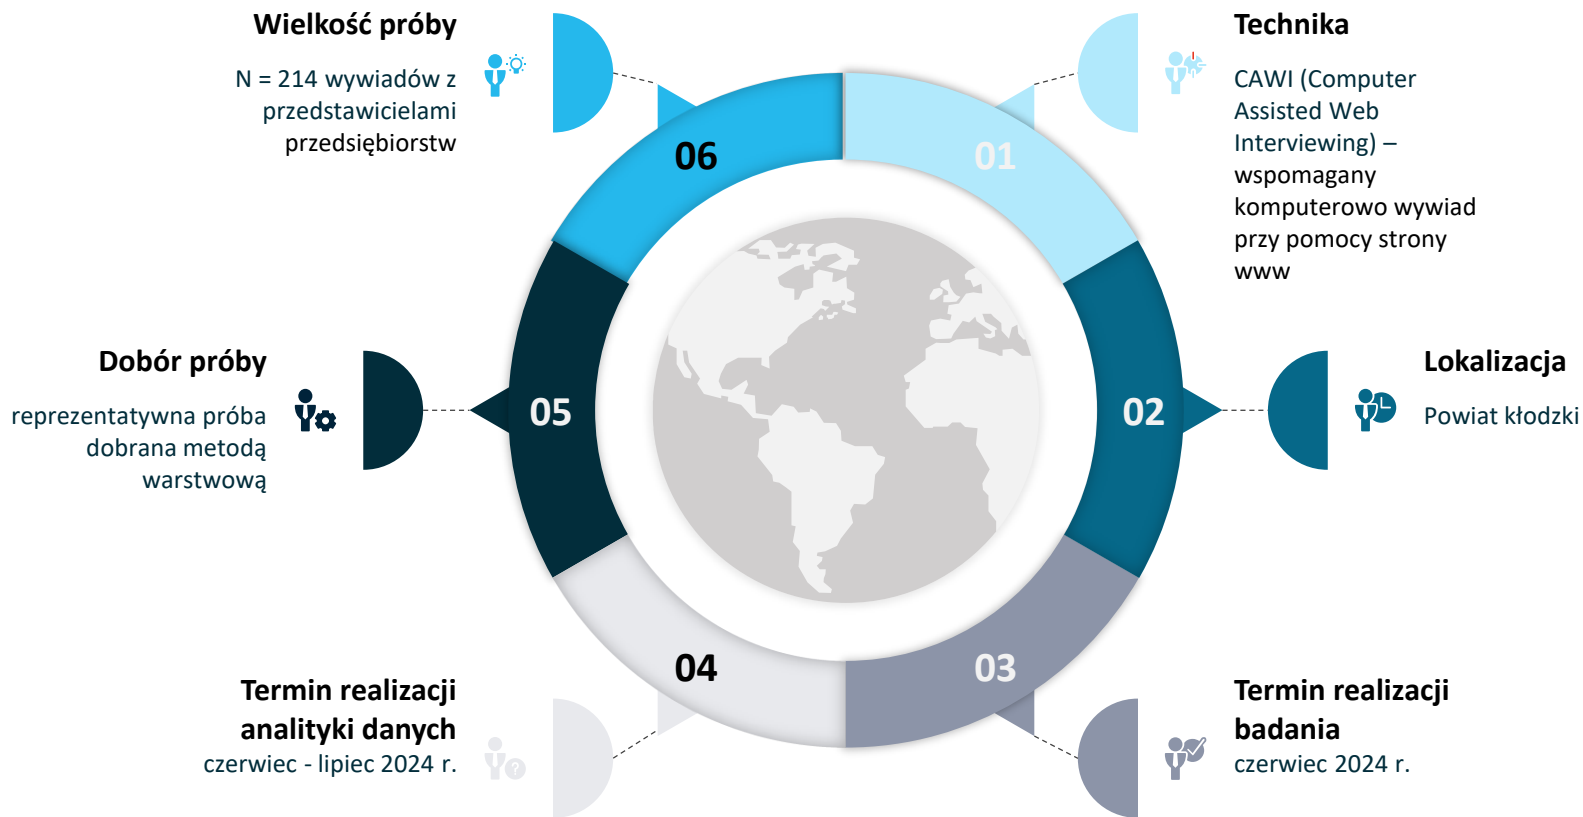 Technika
CAWI (Computer
Assisted Web
Interviewing) –
wspomagany
komputerowo wywiad
przy pomocy strony
www
01
Lokalizacja
Powiat kłodzki
02
Termin realizacji
badania
czerwiec 2024 r.
03
Termin realizacji
analityki danych
czerwiec - lipiec 2024 r.
04
Dobór próby
reprezentatywna próba
dobrana metodą
warstwową
05
Wielkość próby
N = 214 wywiadów z
przedstawicielami
przedsiębiorstw
06